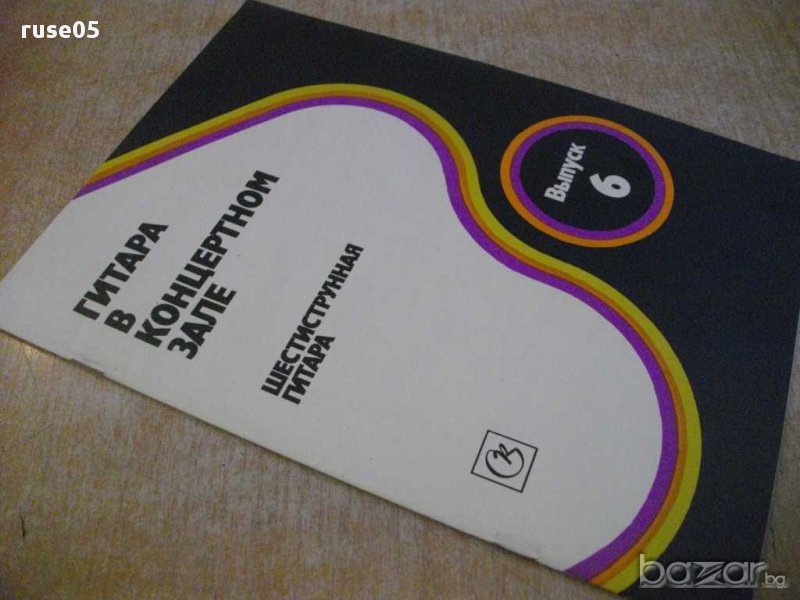 ruse05
ГИТАРА
В
КОНЦЕРТНОМ
ЗАЛЕ
ШЕСТИСТРУННАЯ
ГИТАРА
Выпуск
6
bazar.bg